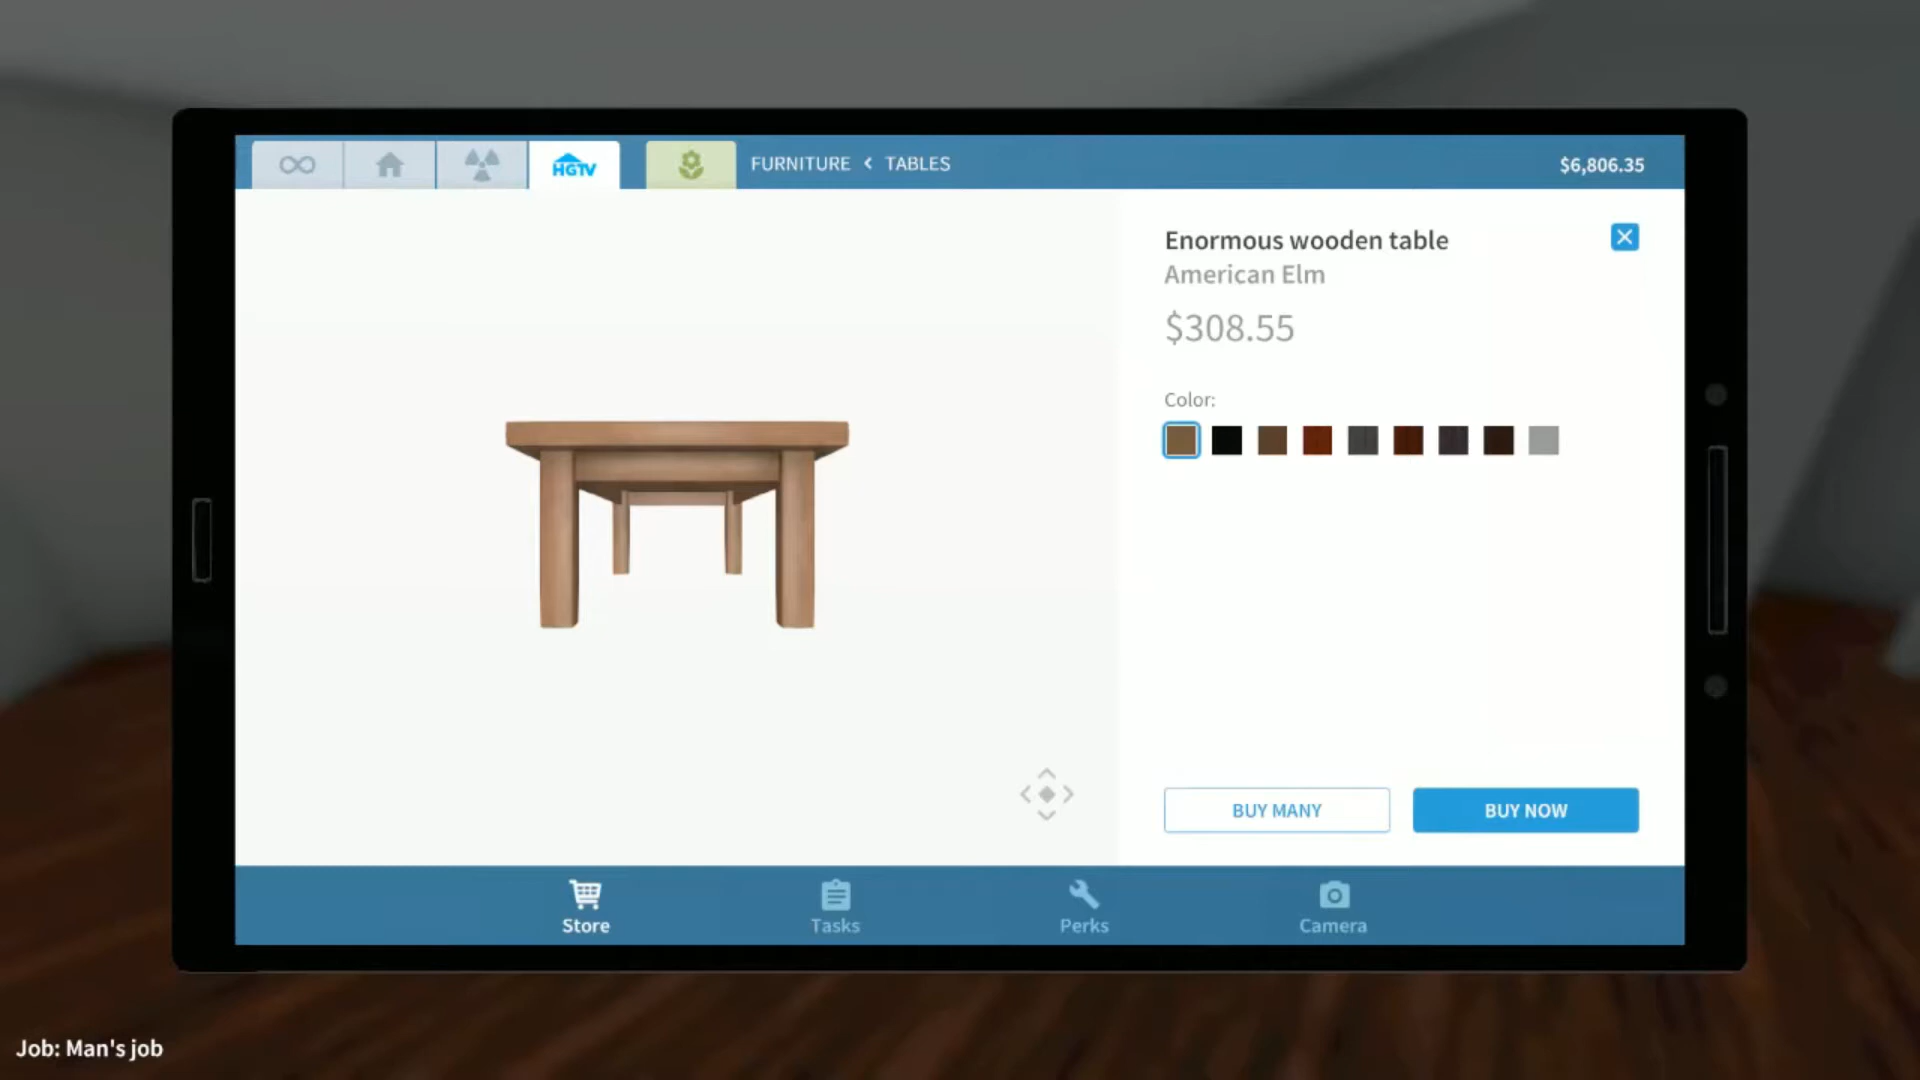 HGTV
FURNITURE < TABLES
$6,806.35
Enormous wooden table
American Elm
$308.55
Color:
BUY MANY
BUY NOW
Store
Tasks
Perks
Camera
Job: Man's job